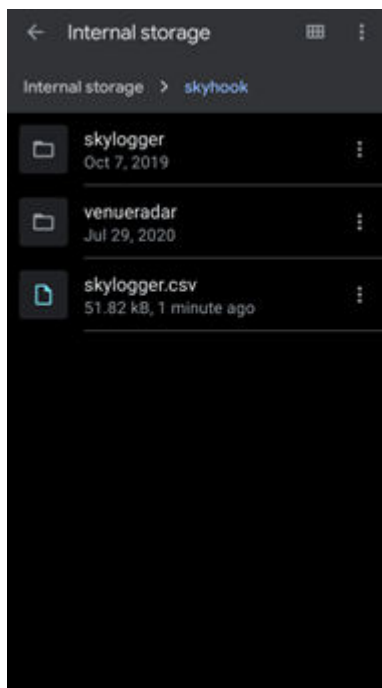 Internal storage
Internal storage > skyhook
skylogger
Oct 7, 2019
venueradar
Jul 29, 2020
skylogger.csv
51.82 kB, 1 minute ago